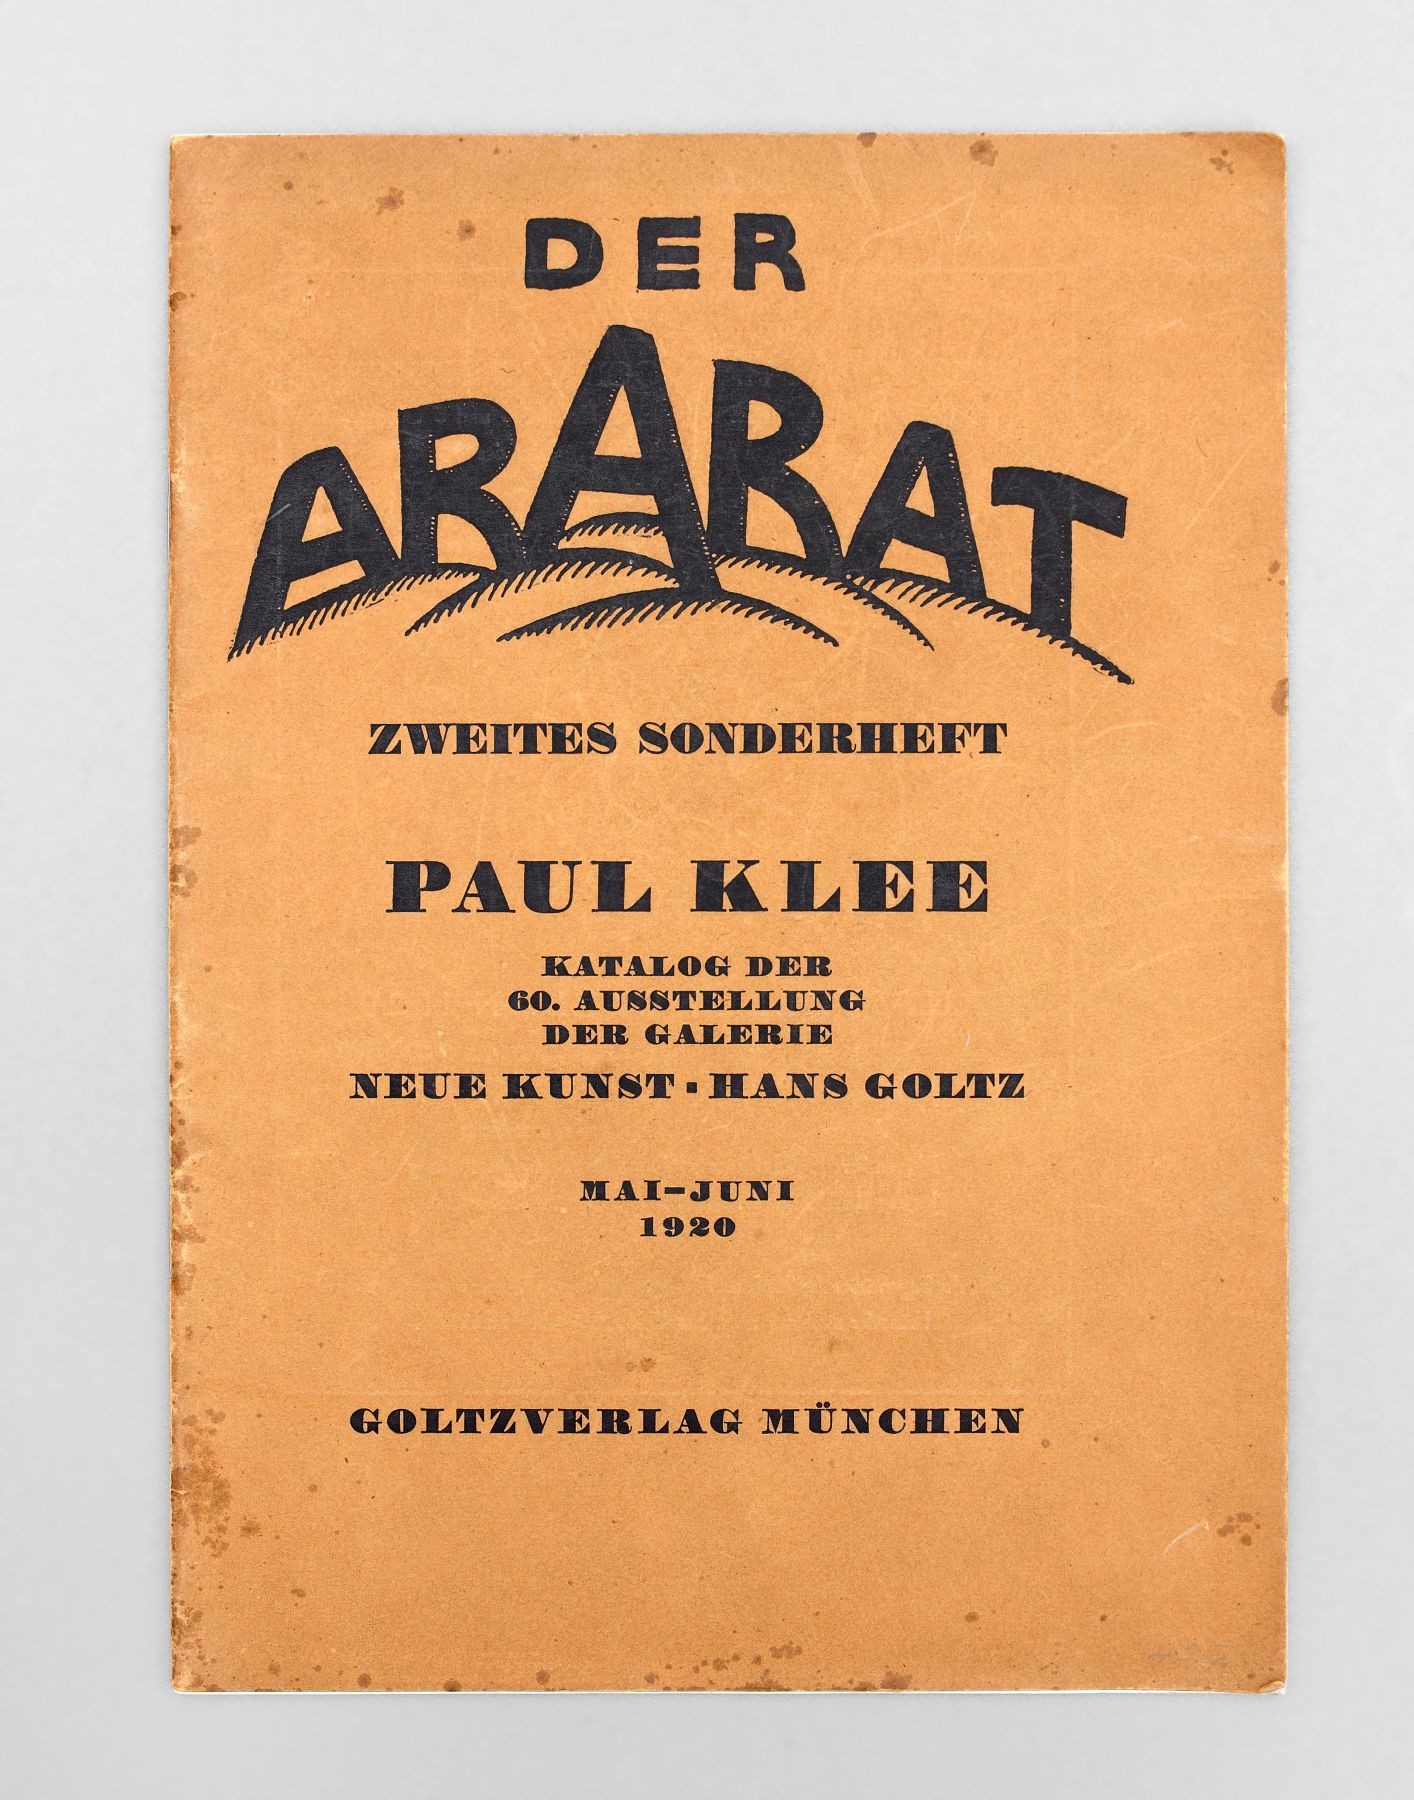 DER
ARARAT
ZWEITES SONDERHEFT
PAUL KLEE
KATALOG DER
60. AUSSTELLUNG
DER GALERIE
NEUE KUNST · HANS GOLTZ
MAI–JUNI
1920
GOLTZVERLAG MÜNCHEN